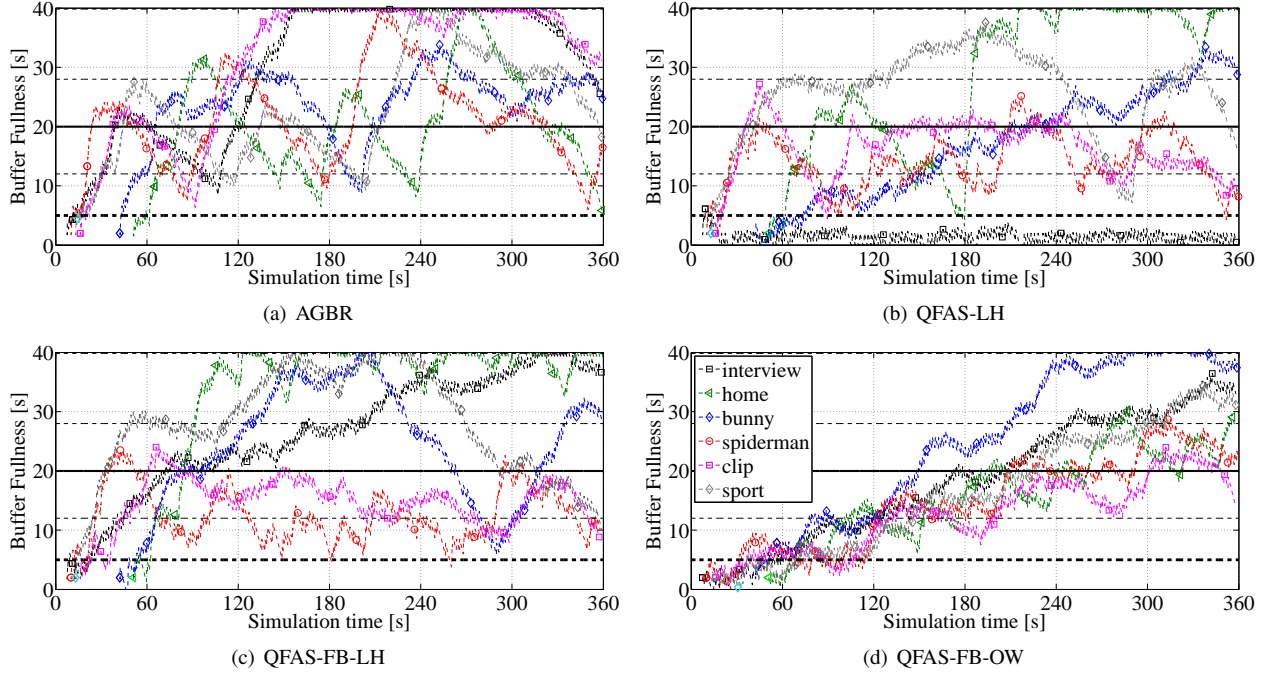 40
30
20
10
0
Buffer Fullness [s]
0 60 120 180 240 300 360
Simulation time [s]
(a) AGBR
40
30
20
10
0
Buffer Fullness [s]
0 60 120 180 240 300 360
Simulation time [s]
(b) QFAS-LH
40
30
20
10
0
Buffer Fullness [s]
0 60 120 180 240 300 360
Simulation time [s]
(c) QFAS-FB-LH
40
30
20
10
0
Buffer Fullness [s]
interview
home
bunny
spiderman
clip
sport
0 60 120 180 240 300 360
Simulation time [s]
(d) QFAS-FB-OW